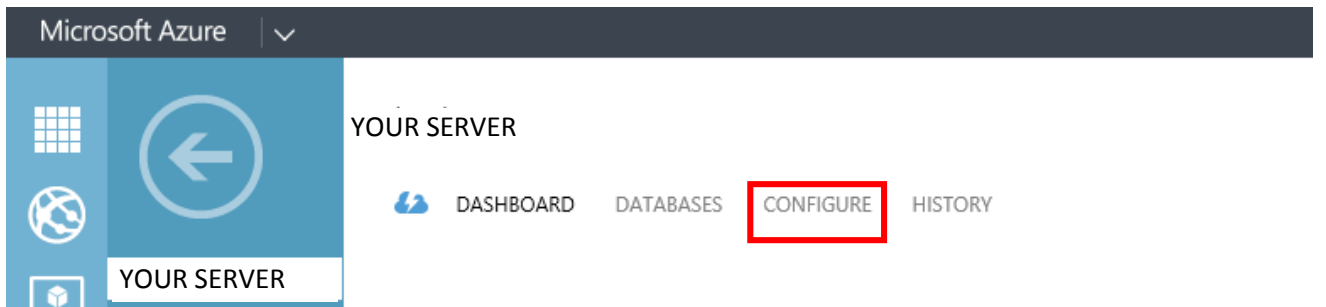 Microsoft Azure
YOUR SERVER
DASHBOARD DATABASES CONFIGURE HISTORY
YOUR SERVER